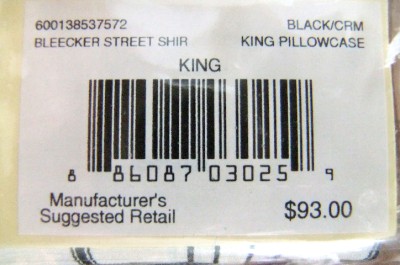 600138537572 BLACK/CRM
BLEECKER STREET SHIR KING PILLOWCASE
KING
8 86087 03025 9
Manufacturer's
Suggested Retail $93.00